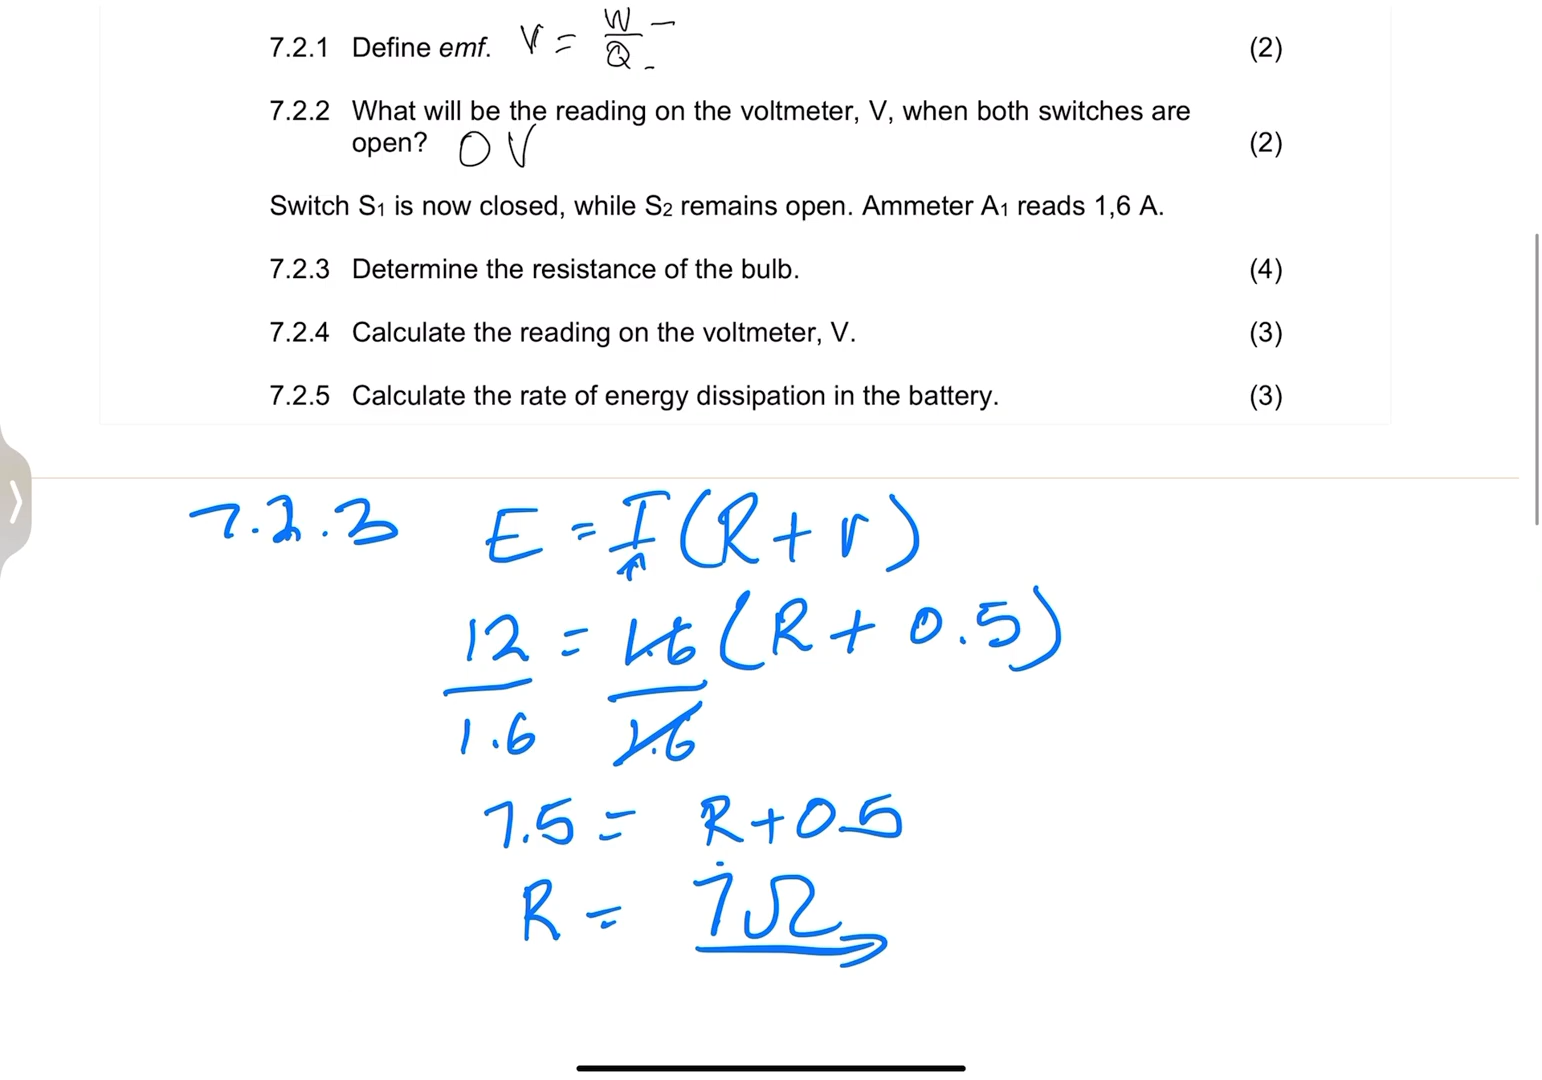 7.2.1 Define emf. V = W/Q (2)
7.2.2 What will be the reading on the voltmeter, V, when both switches are
open? 0 V (2)
Switch S1 is now closed, while S2 remains open. Ammeter A1 reads 1,6 A.
7.2.3 Determine the resistance of the bulb. (4)
7.2.4 Calculate the reading on the voltmeter, V. (3)
7.2.5 Calculate the rate of energy dissipation in the battery. (3)
7.2.3 E = I (R + r)
12 = 1.6 (R + 0.5)
1.6 1.6
7.5 = R + 0.5
R = 7Ω